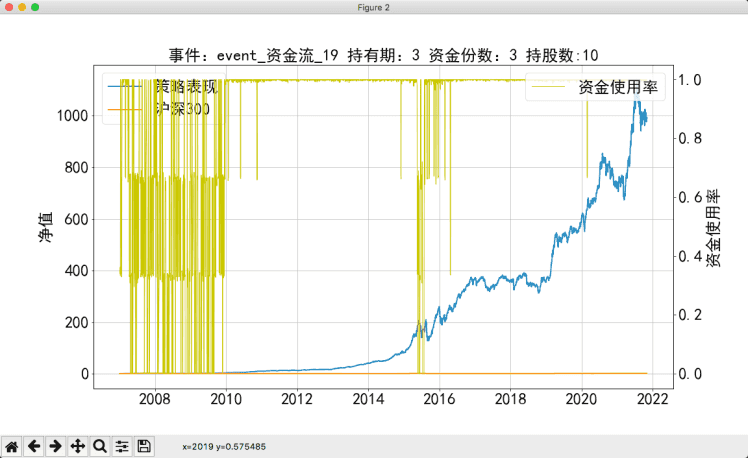 Figure 2
事件：event_资金流_19 持有期：3 资金份数：3 持股数:10
策略表现
沪深300
资金使用率
净值
1000
800
600
400
200
0
1.0
0.8
0.6
0.4
0.2
0.0
资金使用率
2008 2010 2012 2014 2016 2018 2020 2022
x=2019 y=0.575485